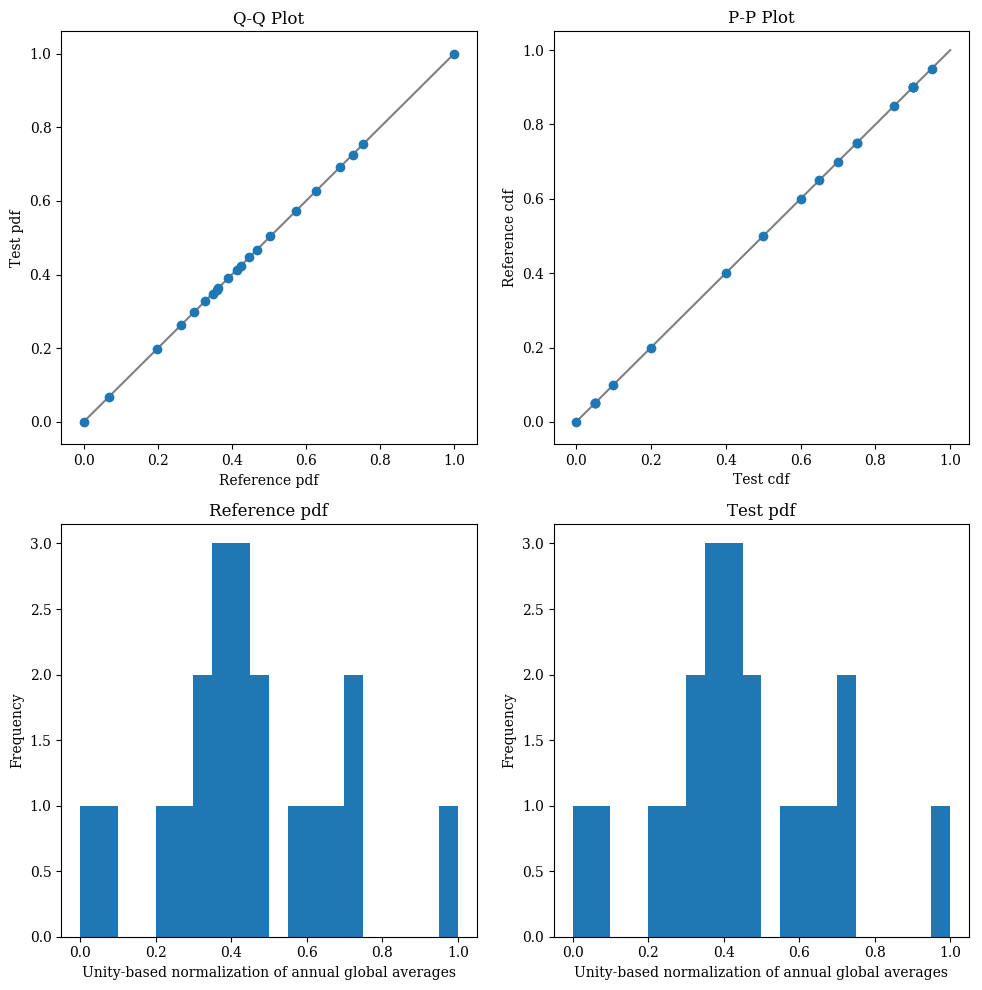 Q-Q Plot
1.0
0.8
0.6
0.4
0.2
0.0
Test pdf
0.0 0.2 0.4 0.6 0.8 1.0
Reference pdf
P-P Plot
1.0
0.8
0.6
0.4
0.2
0.0
Reference cdf
0.0 0.2 0.4 0.6 0.8 1.0
Test cdf
Reference pdf
3.0
2.5
2.0
1.5
1.0
0.5
0.0
Frequency
0.0 0.2 0.4 0.6 0.8 1.0
Unity-based normalization of annual global averages
Test pdf
3.0
2.5
2.0
1.5
1.0
0.5
0.0
Frequency
0.0 0.2 0.4 0.6 0.8 1.0
Unity-based normalization of annual global averages